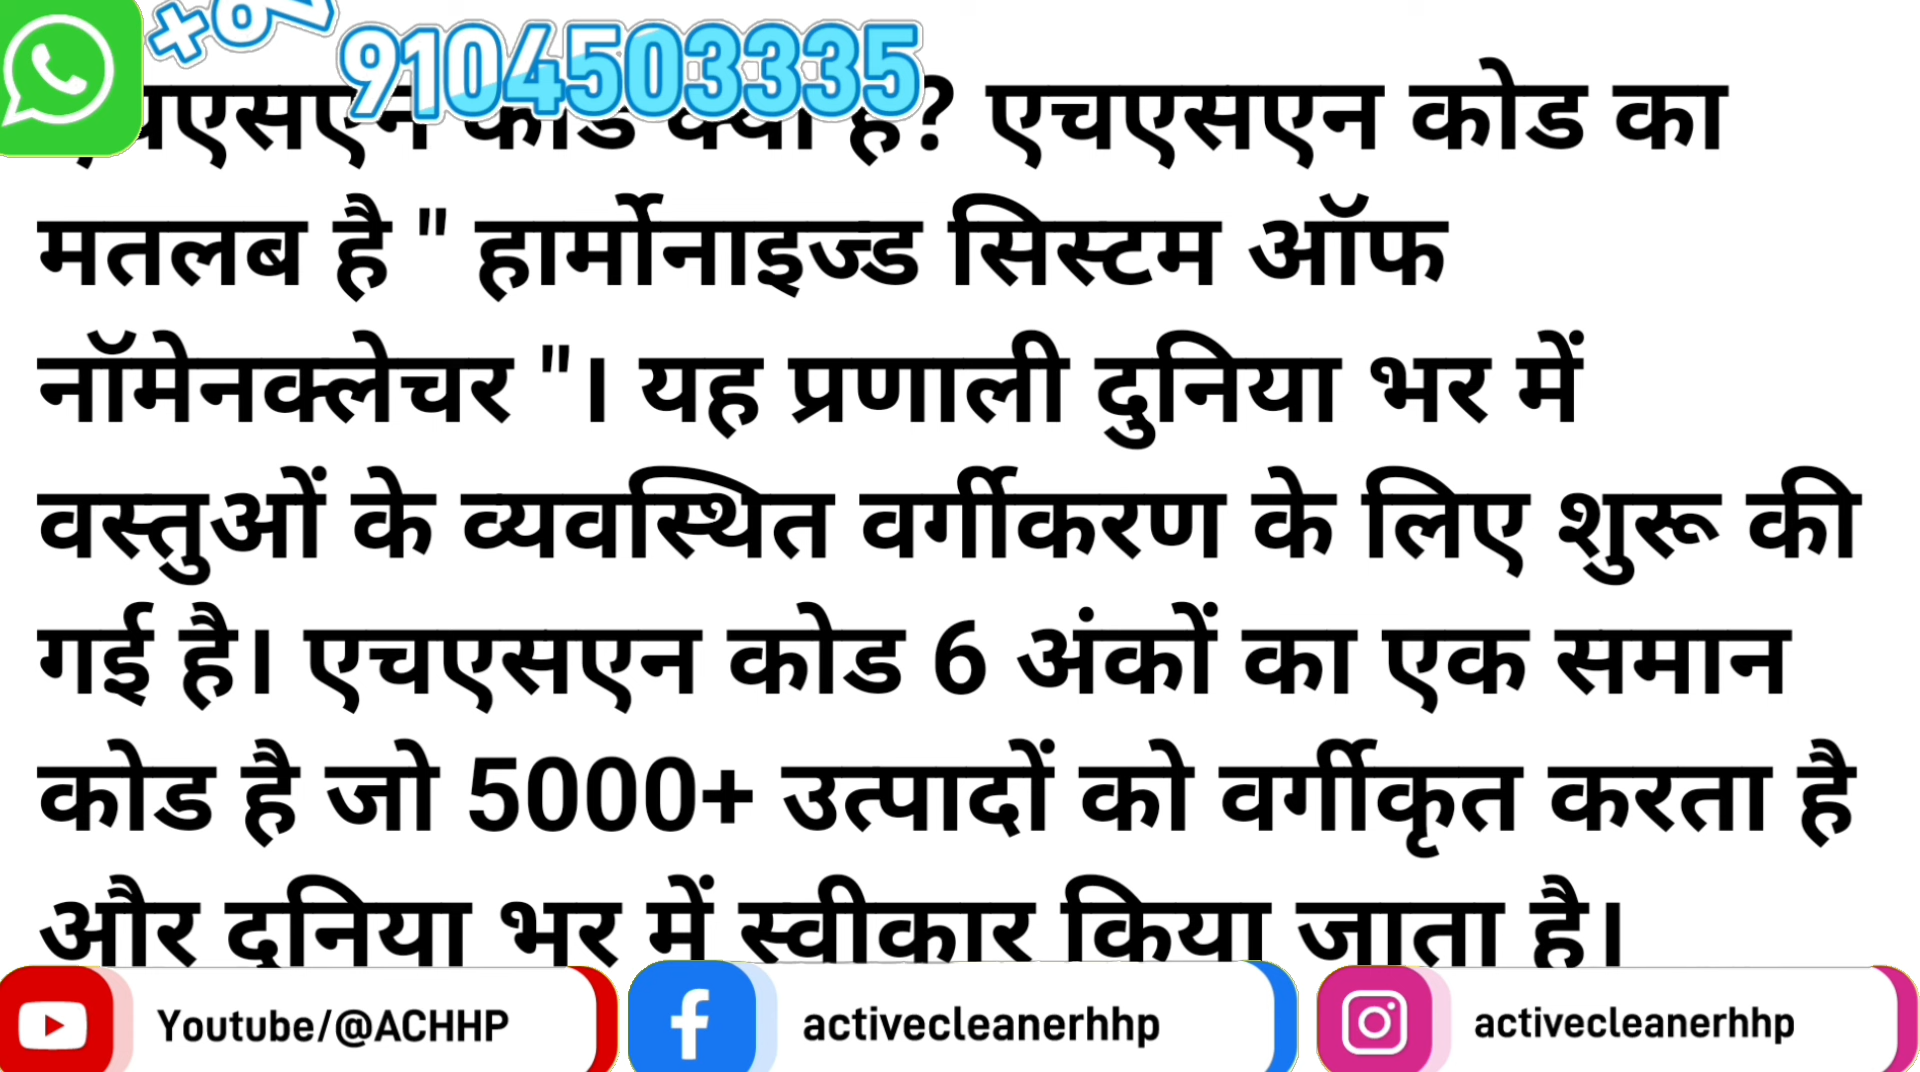 9104503335
एचएसएन कोड क्या है? एचएसएन कोड का
मतलब है " हार्मोनाइज्ड सिस्टम ऑफ
नॉमेनक्लेचर "। यह प्रणाली दुनिया भर में
वस्तुओं के व्यवस्थित वर्गीकरण के लिए शुरू की
गई है। एचएसएन कोड 6 अंकों का एक समान
कोड है जो 5000+ उत्पादों को वर्गीकृत करता है
और दुनिया भर में स्वीकार किया जाता है।
Youtube/@ACHHP
activecleanerhhp
activecleanerhhp